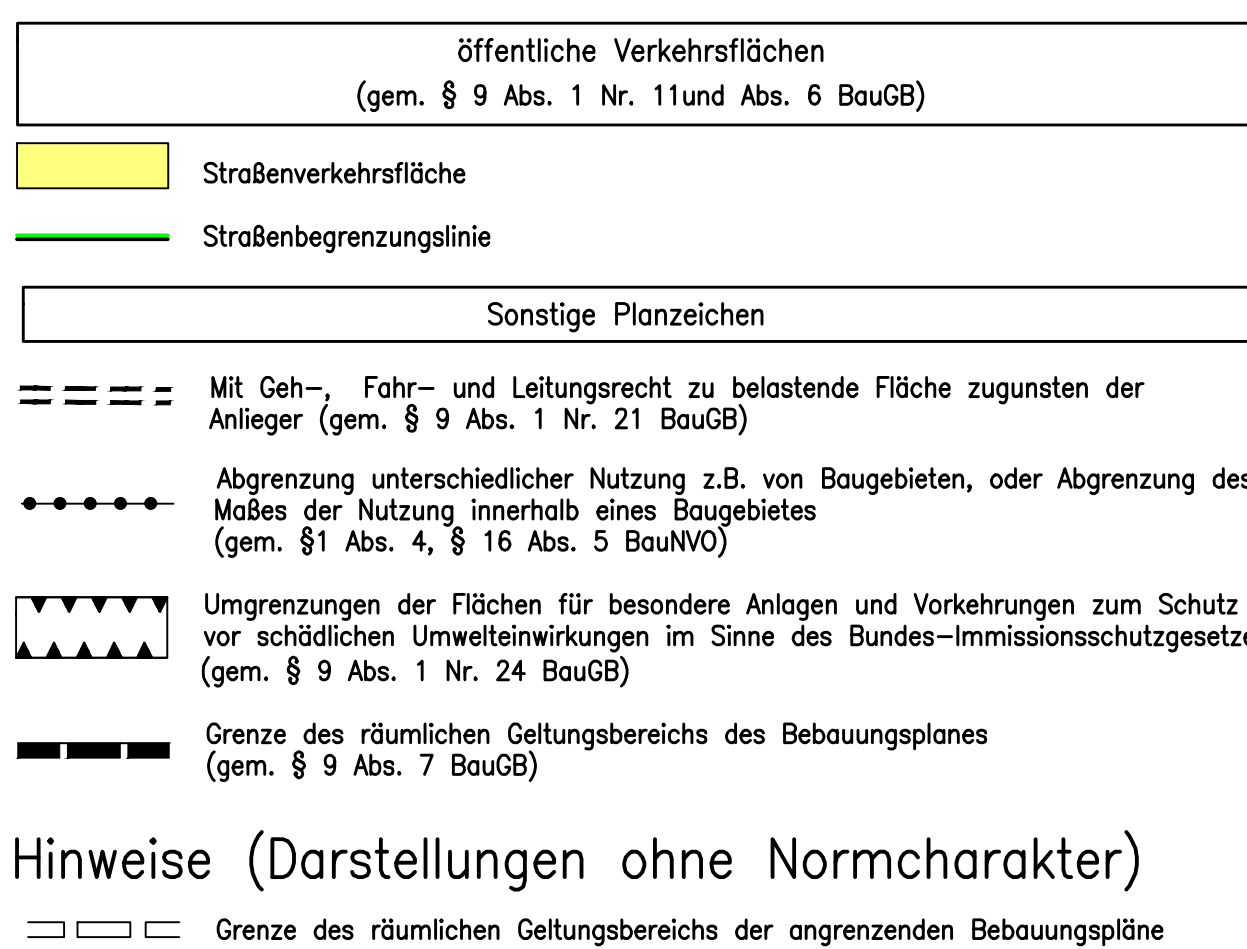 öffentliche Verkehrsflächen
(gem. § 9 Abs. 1 Nr. 11und Abs. 6 BauGB)
Straßenverkehrsfläche
Straßenbegrenzungslinie
Sonstige Planzeichen
Mit Geh-, Fahr- und Leitungsrecht zu belastende Fläche zugunsten der
Anlieger (gem. § 9 Abs. 1 Nr. 21 BauGB)
Abgrenzung unterschiedlicher Nutzung z.B. von Baugebieten, oder Abgrenzung des
Maßes der Nutzung innerhalb eines Baugebietes
(gem. §1 Abs. 4, § 16 Abs. 5 BauNVO)
Umgrenzungen der Flächen für besondere Anlagen und Vorkehrungen zum Schutz
vor schädlichen Umwelteinwirkungen im Sinne des Bundes-Immissionsschutzgesetze
(gem. § 9 Abs. 1 Nr. 24 BauGB)
Grenze des räumlichen Geltungsbereichs des Bebauungsplanes
(gem. § 9 Abs. 7 BauGB)
Hinweise (Darstellungen ohne Normcharakter)
Grenze des räumlichen Geltungsbereichs der angrenzenden Bebauungspläne